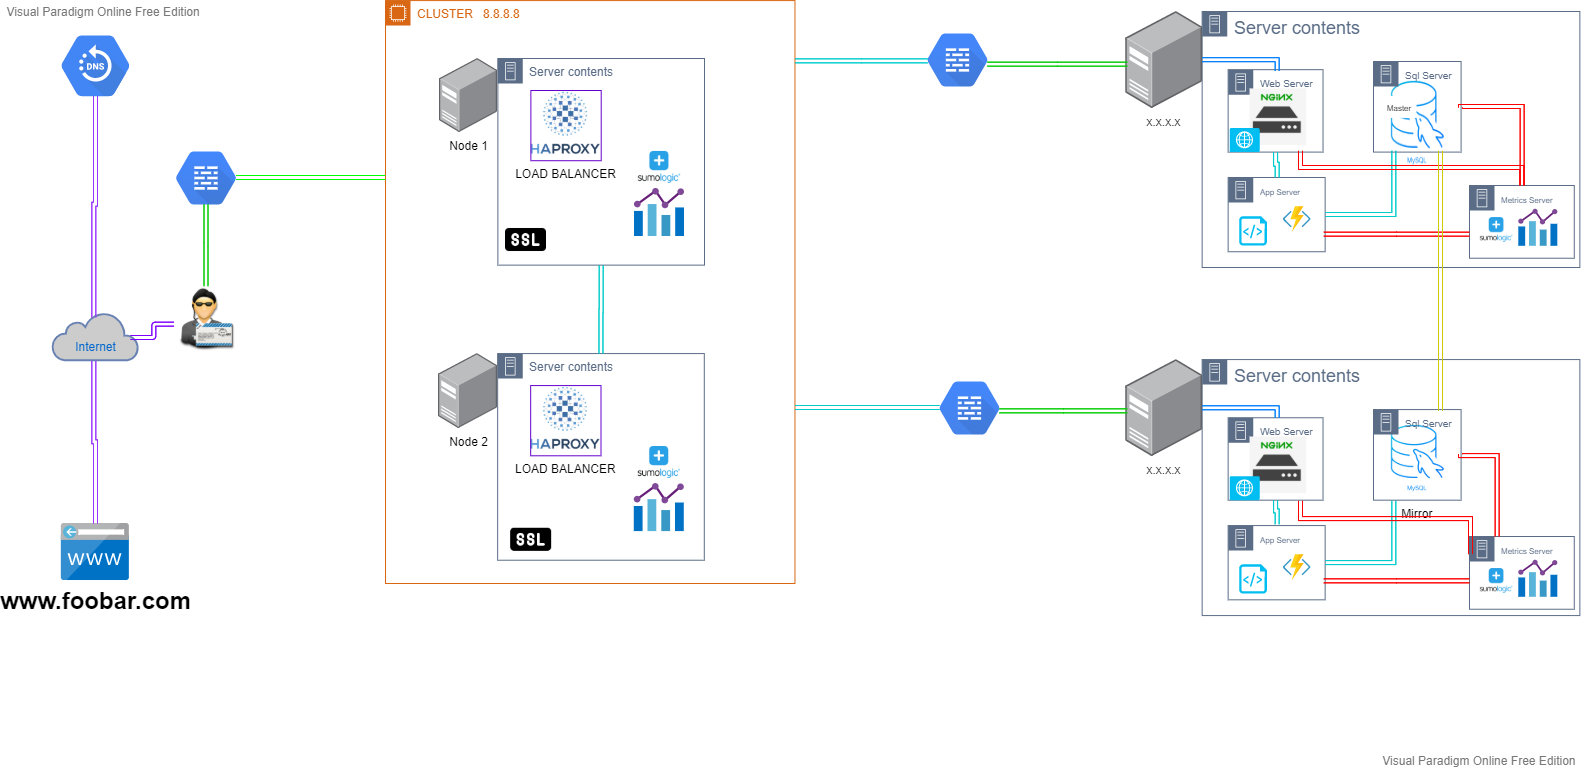 Visual Paradigm Online Free Edition
DNS
Internet
WWW
www.foobar.com
CLUSTER 8.8.8.8
Node 1
Server contents
HAPROXY
LOAD BALANCER
sumologic
SSL
Node 2
Server contents
HAPROXY
LOAD BALANCER
sumologic
SSL
X.X.X.X
Server contents
Web Server
NGINX
Sql Server
Master
MySQL
App Server
</>
Metrics Server
sumologic
X.X.X.X
Server contents
Web Server
NGINX
Sql Server
MySQL
Mirror
App Server
</>
Metrics Server
sumologic
Visual Paradigm Online Free Edition